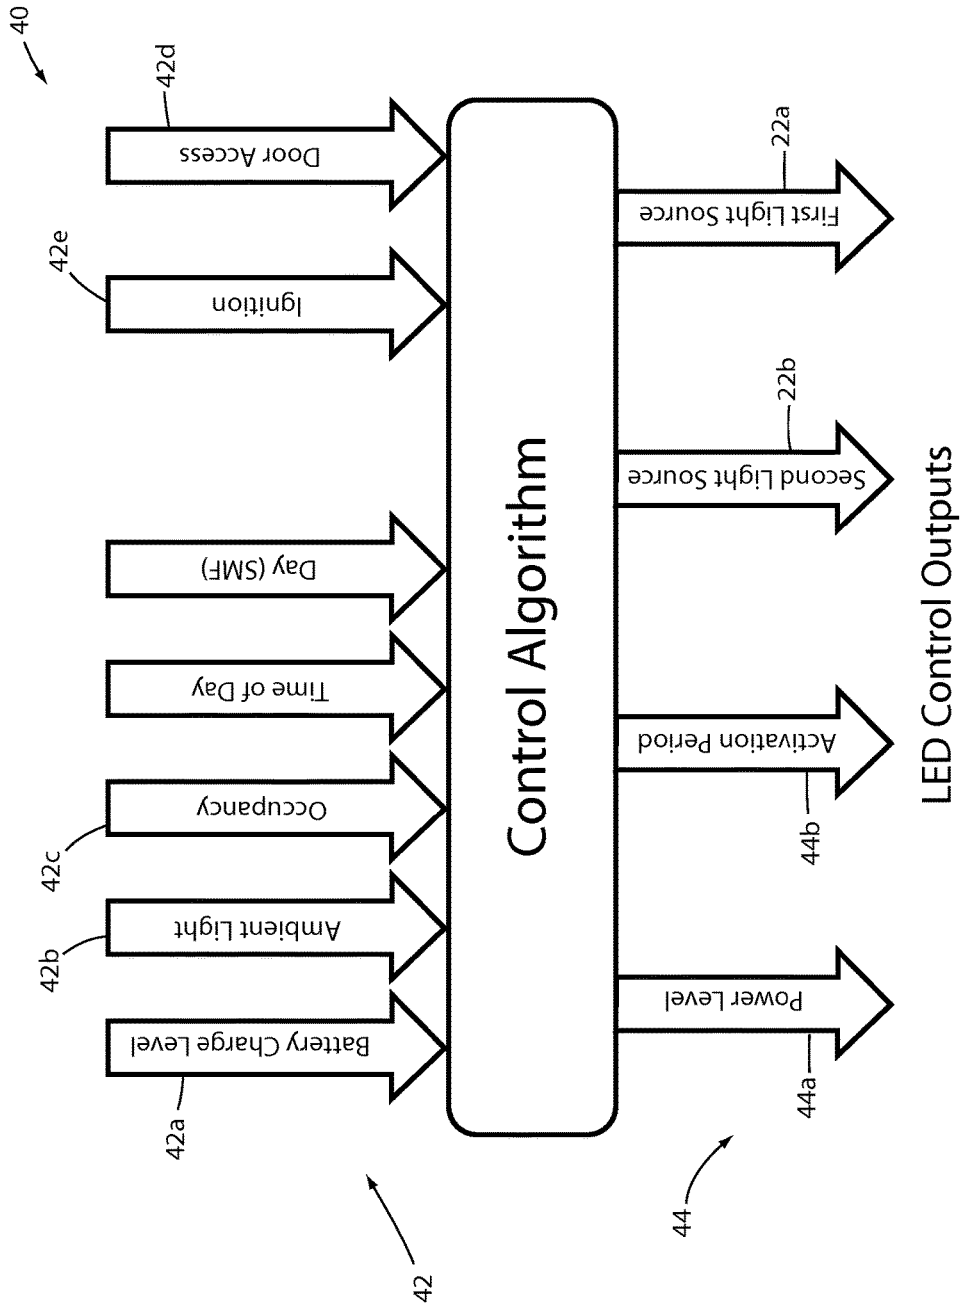 40
42d
Door Access
42e
Ignition
Day (SMF)
Time of Day
42c
Occupancy
42b
Ambient Light
42a
Battery Charge Level
42
Control Algorithm
22a
First Light Source
22b
Second Light Source
44b
Activation Period
44a
Power Level
44
LED Control Outputs